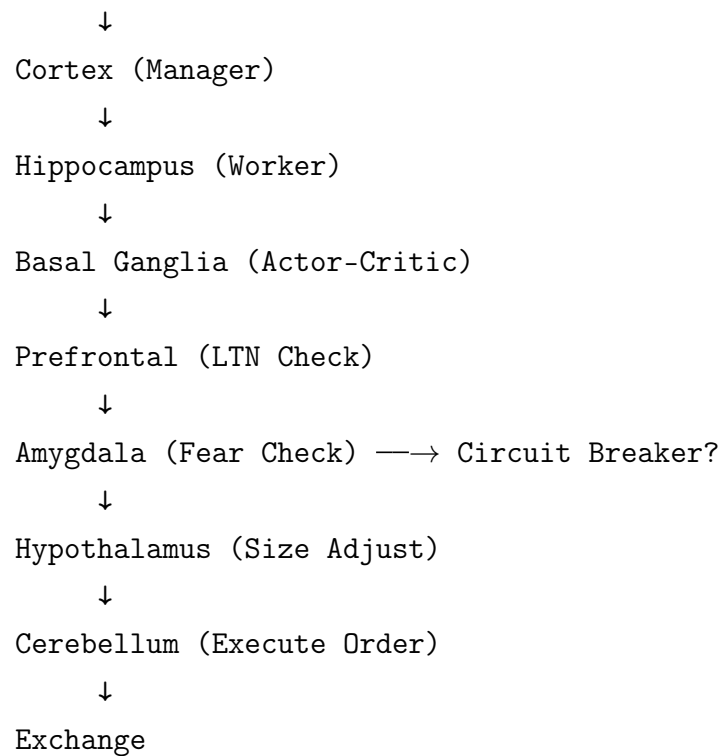 ↓
Cortex (Manager)
↓
Hippocampus (Worker)
↓
Basal Ganglia (Actor-Critic)
↓
Prefrontal (LTN Check)
↓
Amygdala (Fear Check) —→ Circuit Breaker?
↓
Hypothalamus (Size Adjust)
↓
Cerebellum (Execute Order)
↓
Exchange